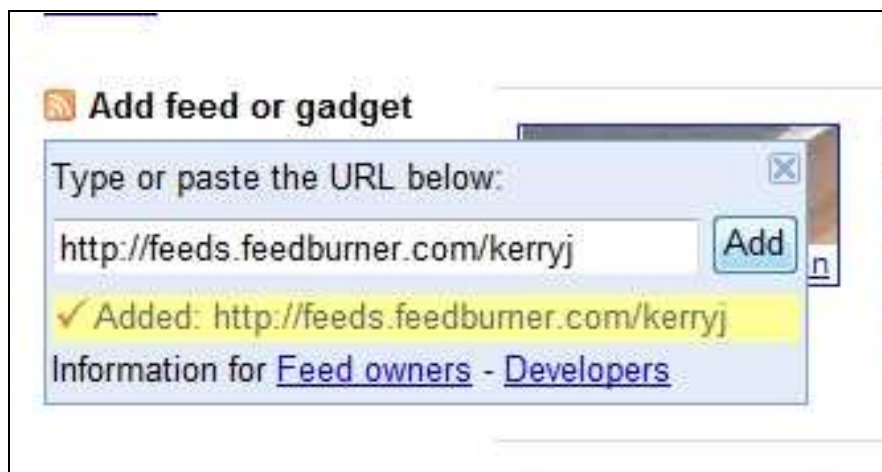 Add feed or gadget
Type or paste the URL below:
http://feeds.feedburner.com/kerryj
Add
n
Added: http://feeds.feedburner.com/kerryj
Information for Feed owners - Developers